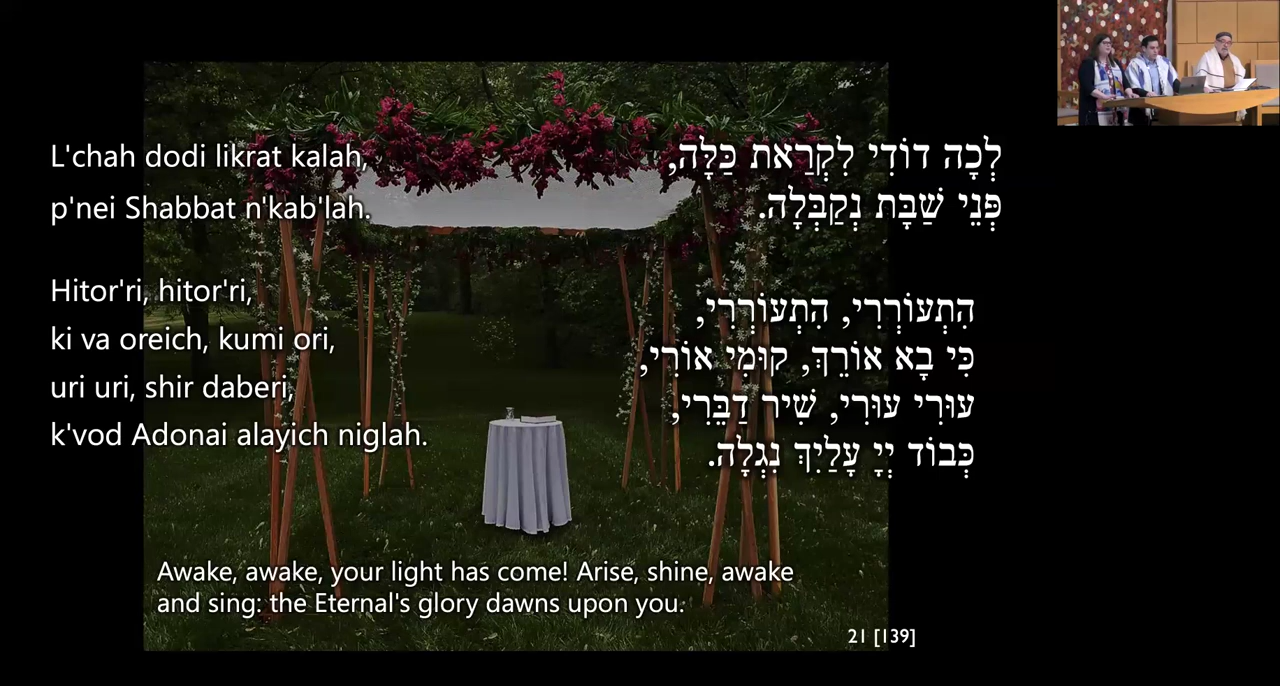 L'chah dodi likrat kalah,
p'nei Shabbat n'kab'lah.
Hitor'ri, hitor'ri,
ki va oreich, kumi ori,
uri uri, shir daberi,
k'vod Adonai alayich niglah.
לְכָה דוֹדִי לִקְרַאת כַּלָּה,
פְּנֵי שַׁבָּת נְקַבְּלָה.
הִתְעוֹרְרִי, הִתְעוֹרְרִי,
כִּי בָא אוֹרֵךְ, קוּמִי אוֹרִי,
עוּרִי עוּרִי, שִׁיר דַבֵּרִי,
כְּבוֹד יְיָ עָלַיִךְ נִגְלָה.
Awake, awake, your light has come! Arise, shine, awake
and sing: the Eternal's glory dawns upon you.
21 [139]